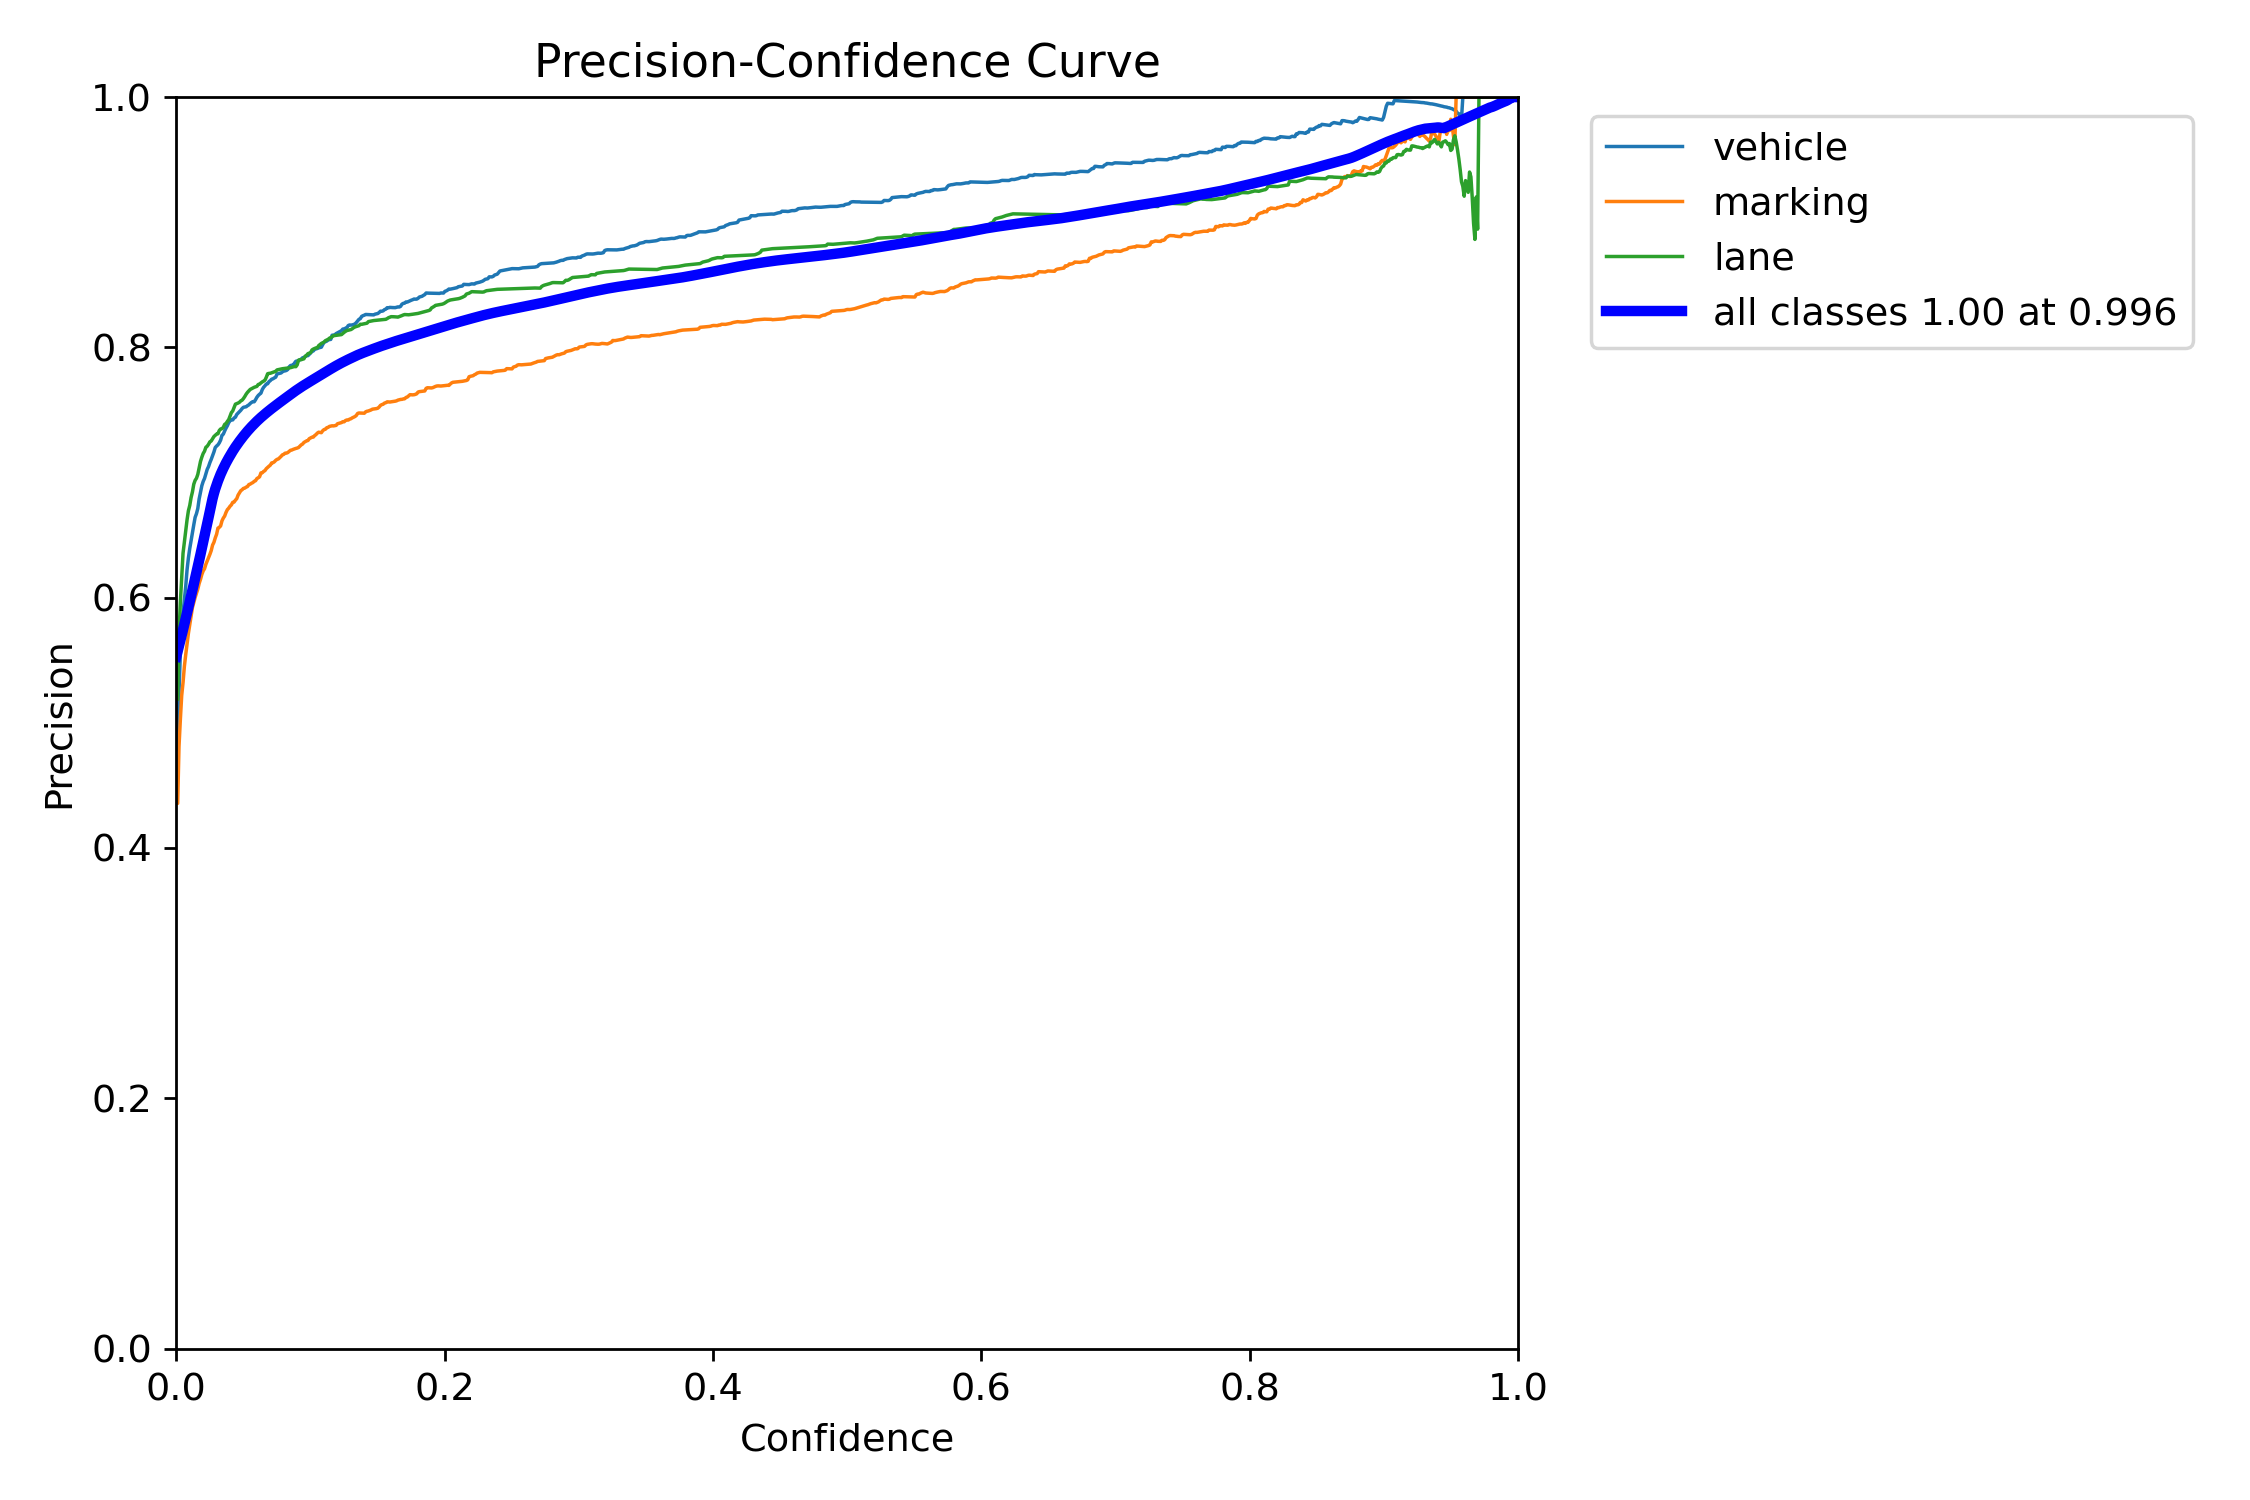 Precision-Confidence Curve
1.0
0.8
0.6
0.4
0.2
0.0
Precision
0.0 0.2 0.4 0.6 0.8 1.0
Confidence
vehicle
marking
lane
all classes 1.00 at 0.996